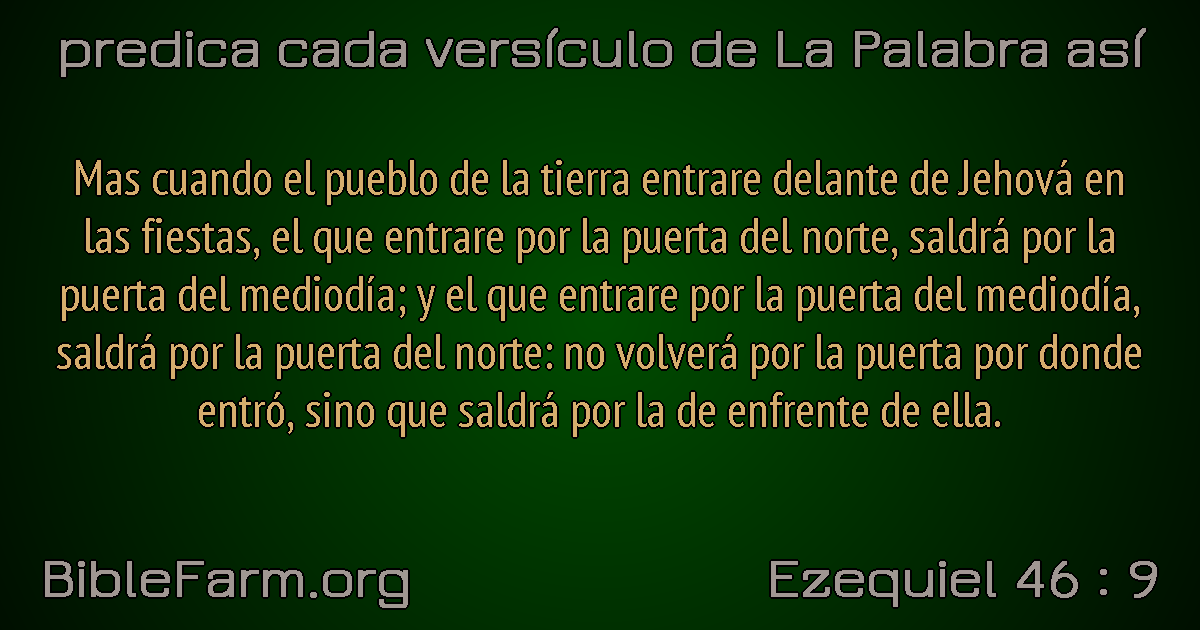 predica cada versículo de La Palabra así
Mas cuando el pueblo de la tierra entrare delante de Jehová en
las fiestas, el que entrare por la puerta del norte, saldrá por la
puerta del mediodía; y el que entrare por la puerta del mediodía,
saldrá por la puerta del norte: no volverá por la puerta por donde
entró, sino que saldrá por la de enfrente de ella.
BibleFarm.org
Ezequiel 46 : 9